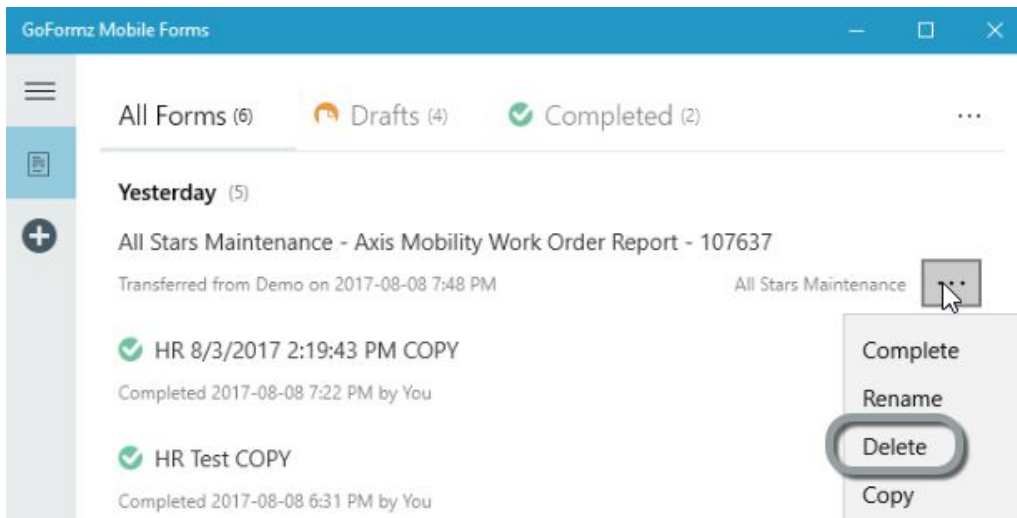 GoFormz Mobile Forms
All Forms (6) Drafts (4) Completed (2) ...
Yesterday (5)
All Stars Maintenance - Axis Mobility Work Order Report - 107637
Transferred from Demo on 2017-08-08 7:48 PM All Stars Maintenance ...
HR 8/3/2017 2:19:43 PM COPY
Complete
Completed 2017-08-08 7:22 PM by You
Rename
HR Test COPY
Delete
Completed 2017-08-08 6:31 PM by You
Copy